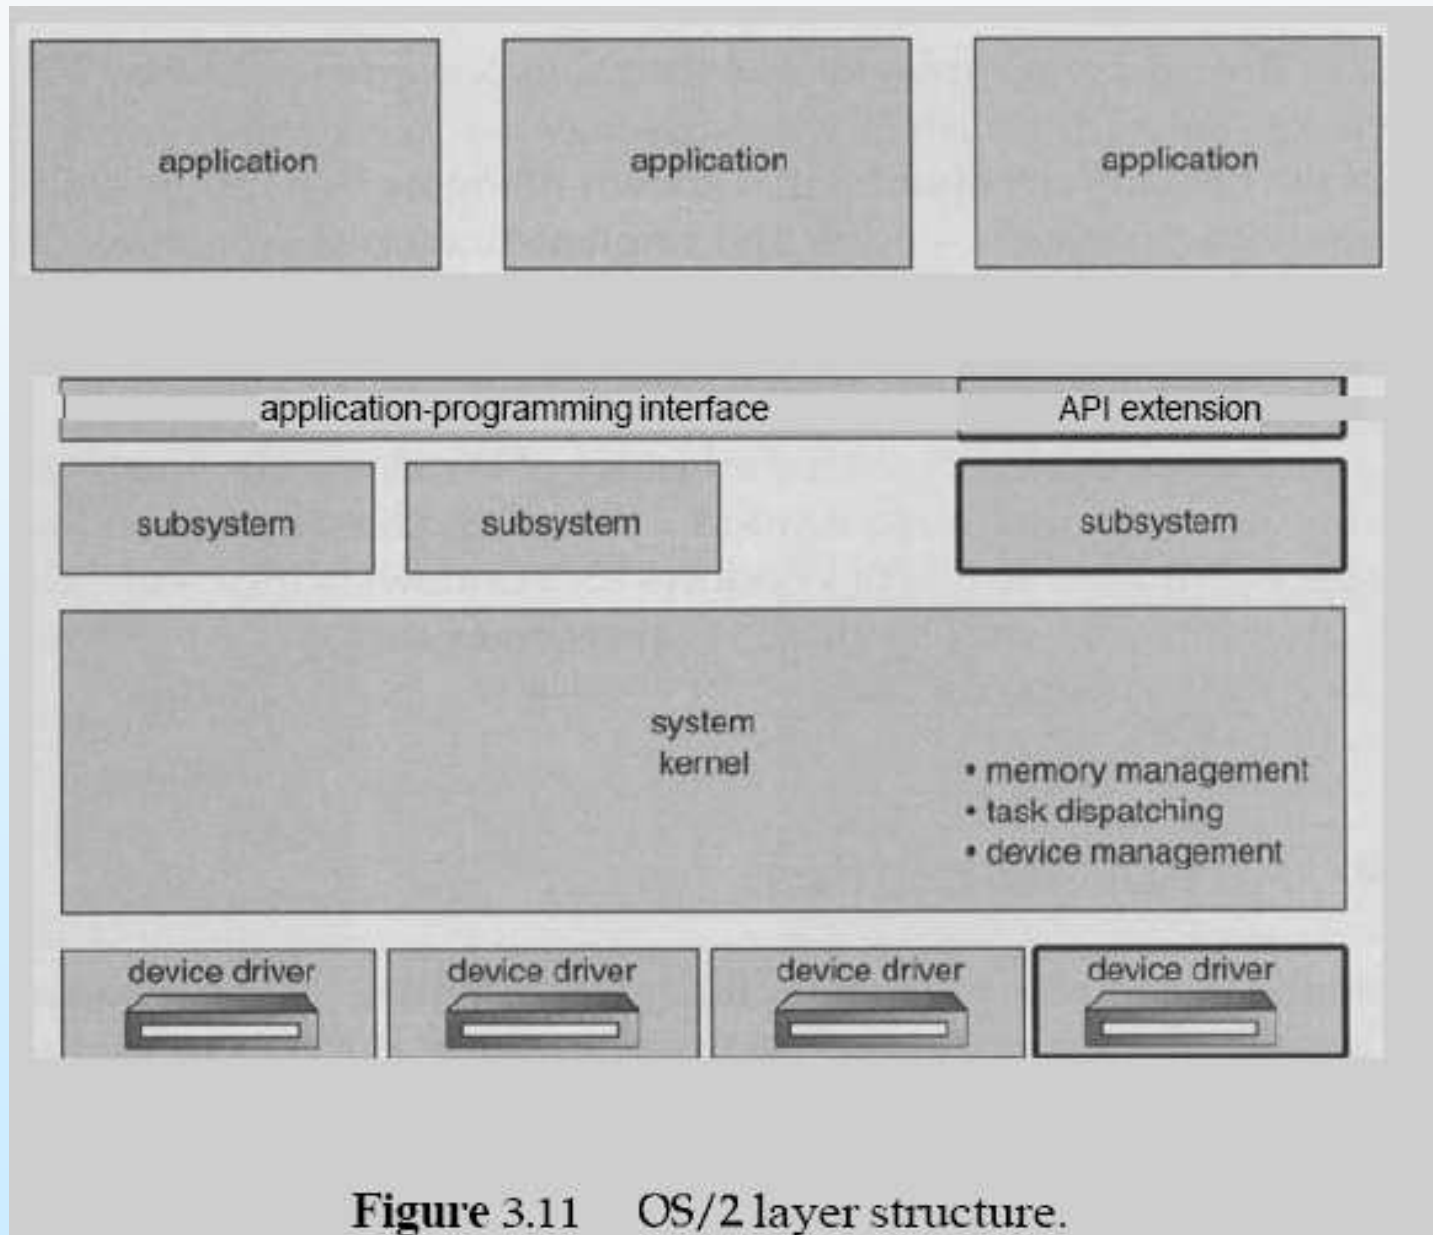 application
application
application
application-programming interface
API extension
subsystem
subsystem
subsystem
system
kernel
• memory management
• task dispatching
• device management
device driver
device driver
device driver
device driver
Figure 3.11 OS/2 layer structure.